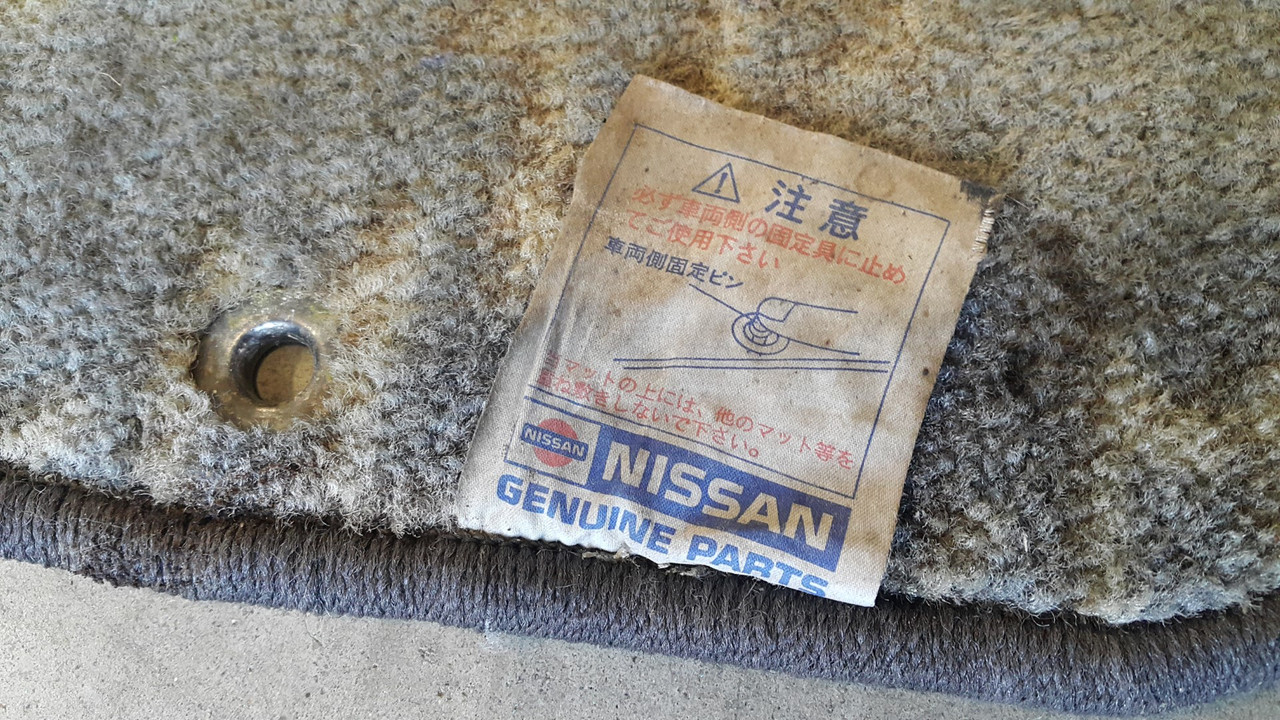 注意
必ず車両側の固定具に止め
てご使用下さい
車両側固定ピン
マットの上には、他のマット等を
重ね敷きしないで下さい。
NISSAN
NISSAN
GENUINE PARTS